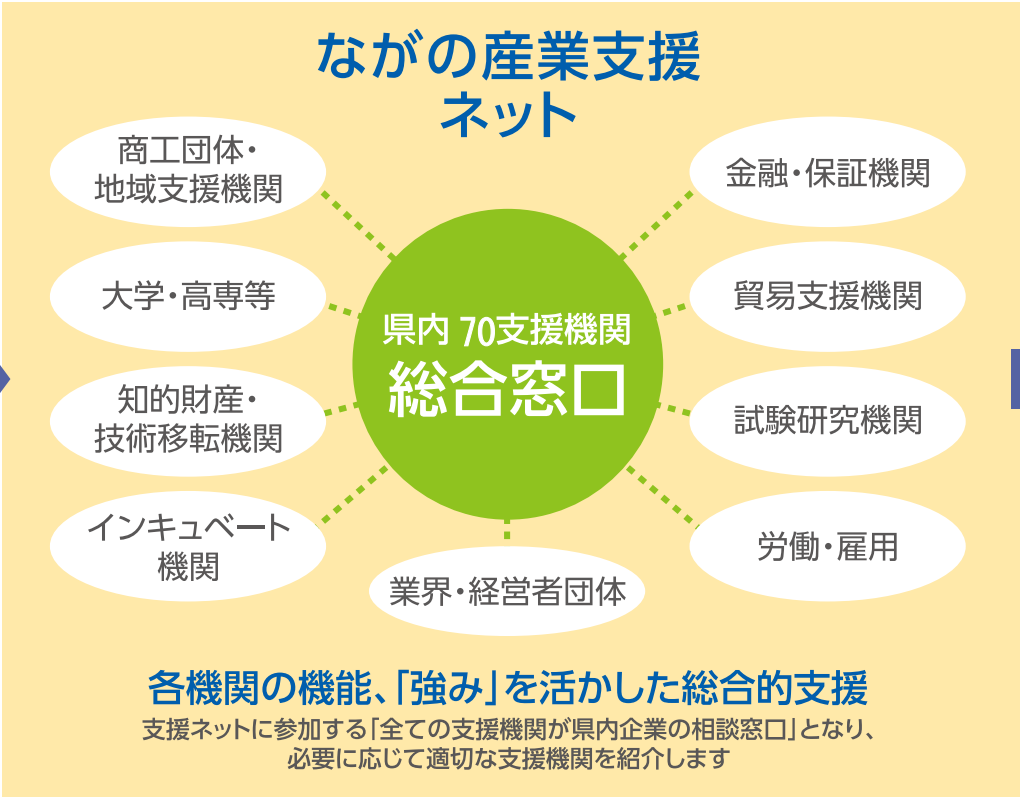 ながの産業支援
ネット
商工団体・
地域支援機関
大学・高専等
知的財産・
技術移転機関
インキュベート
機関
県内 70支援機関
総合窓口
業界・経営者団体
金融・保証機関
貿易支援機関
試験研究機関
労働・雇用
各機関の機能、「強み」を活かした総合的支援
支援ネットに参加する「全ての支援機関が県内企業の相談窓口」となり、
必要に応じて適切な支援機関を紹介します